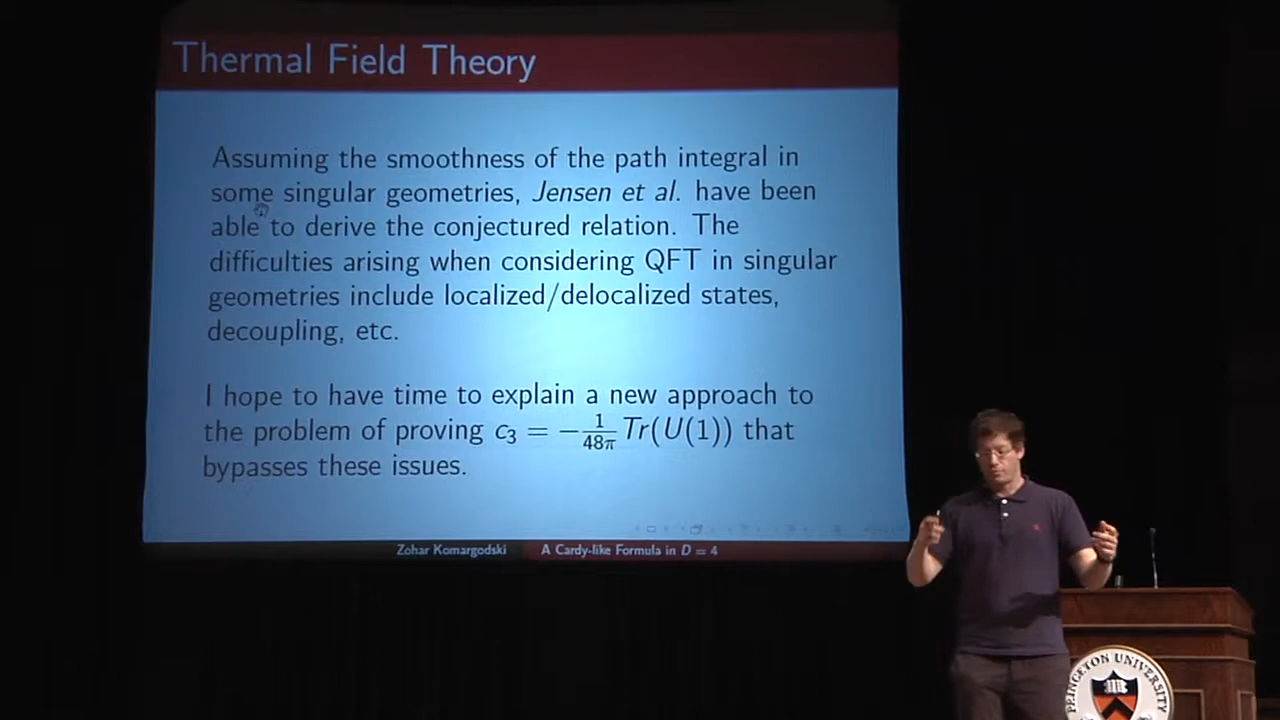 Thermal Field Theory
Assuming the smoothness of the path integral in
some singular geometries, Jensen et al. have been
able to derive the conjectured relation. The
difficulties arising when considering QFT in singular
geometries include localized/delocalized states,
decoupling, etc.
I hope to have time to explain a new approach to
the problem of proving c₃ = −1/48π Tr(U(1)) that
bypasses these issues.
Zohar Komargodski A Cardy-like Formula in D = 4
PRINCETON UNIVERSITY